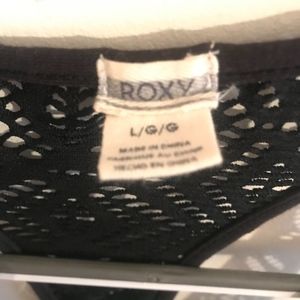 ROXY
L/G/G
MADE IN CHINA
FABRIQUÉ AU CHINE
HECHO EN CHINA